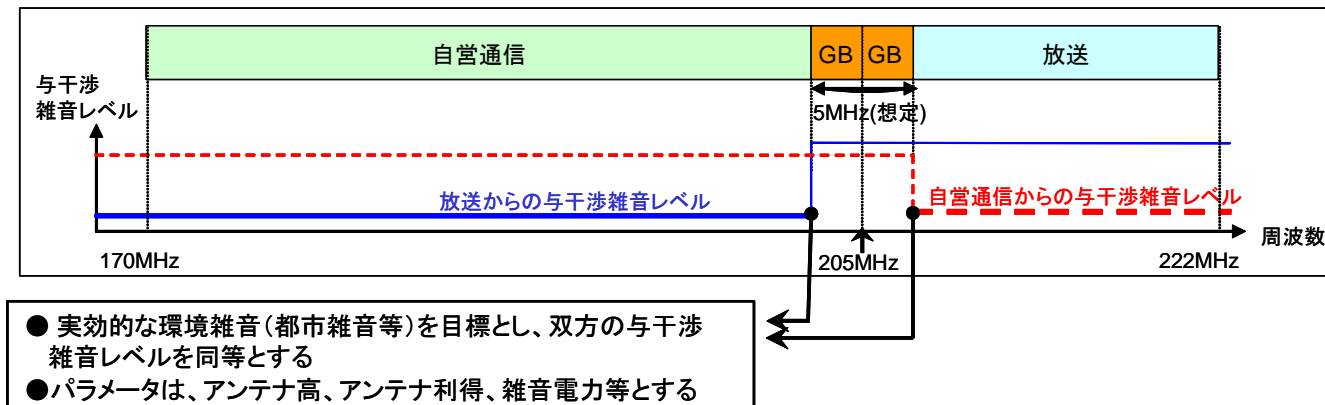 自営通信
GB
GB
放送
与干渉
雑音レベル
5MHz(想定)
放送からの与干渉雑音レベル
自営通信からの与干渉雑音レベル
周波数
170MHz
205MHz
222MHz
● 実効的な環境雑音(都市雑音等)を目標とし、双方の与干渉
雑音レベルを同等とする
●パラメータは、アンテナ高、アンテナ利得、雑音電力等とする